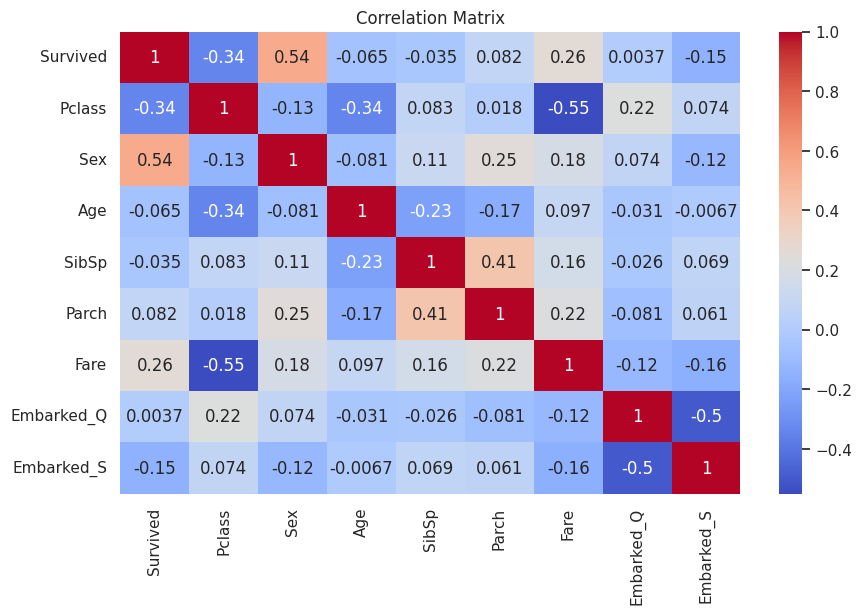 Correlation Matrix
Survived 1 -0.34 0.54 -0.065 -0.035 0.082 0.26 0.0037 -0.15
Pclass -0.34 1 -0.13 -0.34 0.083 0.018 -0.55 0.22 0.074
Sex 0.54 -0.13 1 -0.081 0.11 0.25 0.18 0.074 -0.12
Age -0.065 -0.34 -0.081 1 -0.23 -0.17 0.097 -0.031 -0.0067
SibSp -0.035 0.083 0.11 -0.23 1 0.41 0.16 -0.026 0.069
Parch 0.082 0.018 0.25 -0.17 0.41 1 0.22 -0.081 0.061
Fare 0.26 -0.55 0.18 0.097 0.16 0.22 1 -0.12 -0.16
Embarked_Q 0.0037 0.22 0.074 -0.031 -0.026 -0.081 -0.12 1 -0.5
Embarked_S -0.15 0.074 -0.12 -0.0067 0.069 0.061 -0.16 -0.5 1
Survived Pclass Sex Age SibSp Parch Fare Embarked_Q Embarked_S
1.0
0.8
0.6
0.4
0.2
0.0
−0.2
−0.4